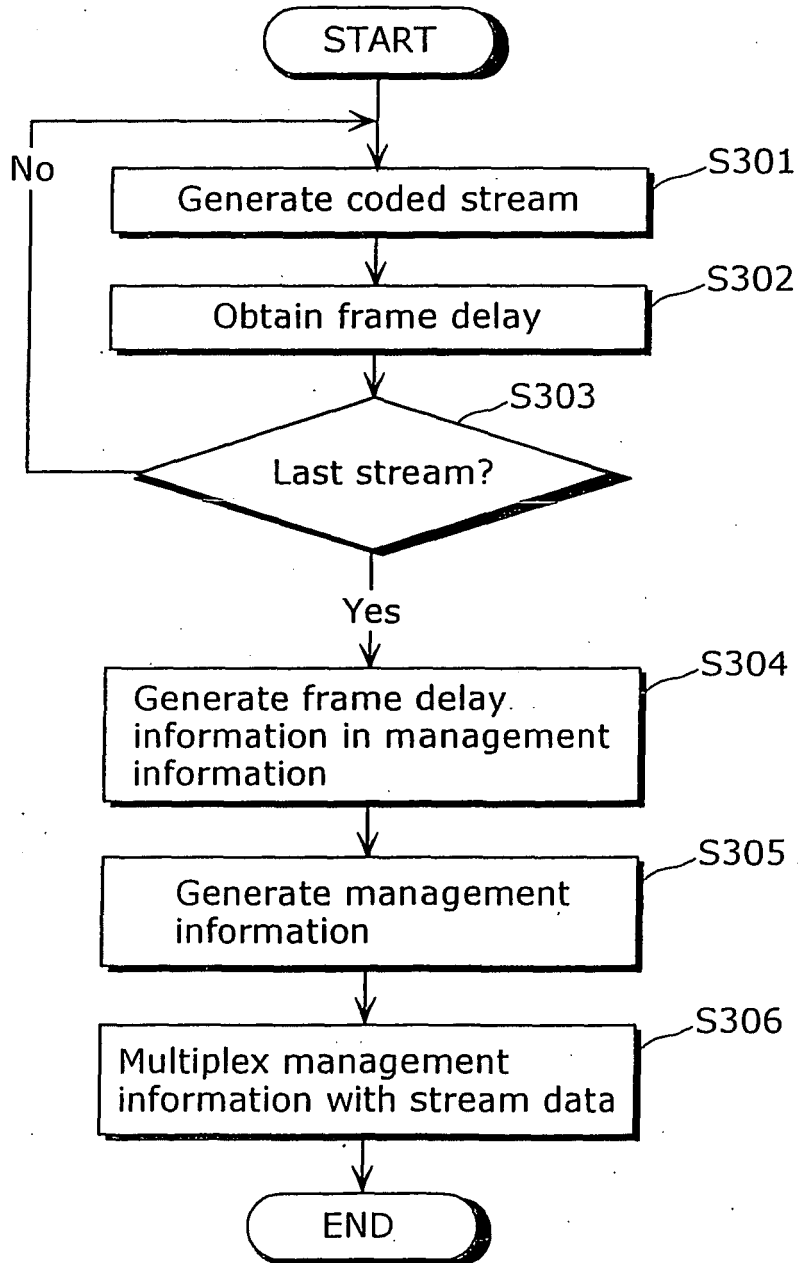 START
No
S301
Generate coded stream
S302
Obtain frame delay
S303
Last stream?
Yes
S304
Generate frame delay
information in management
information
S305
Generate management
information
S306
Multiplex management
information with stream data
END